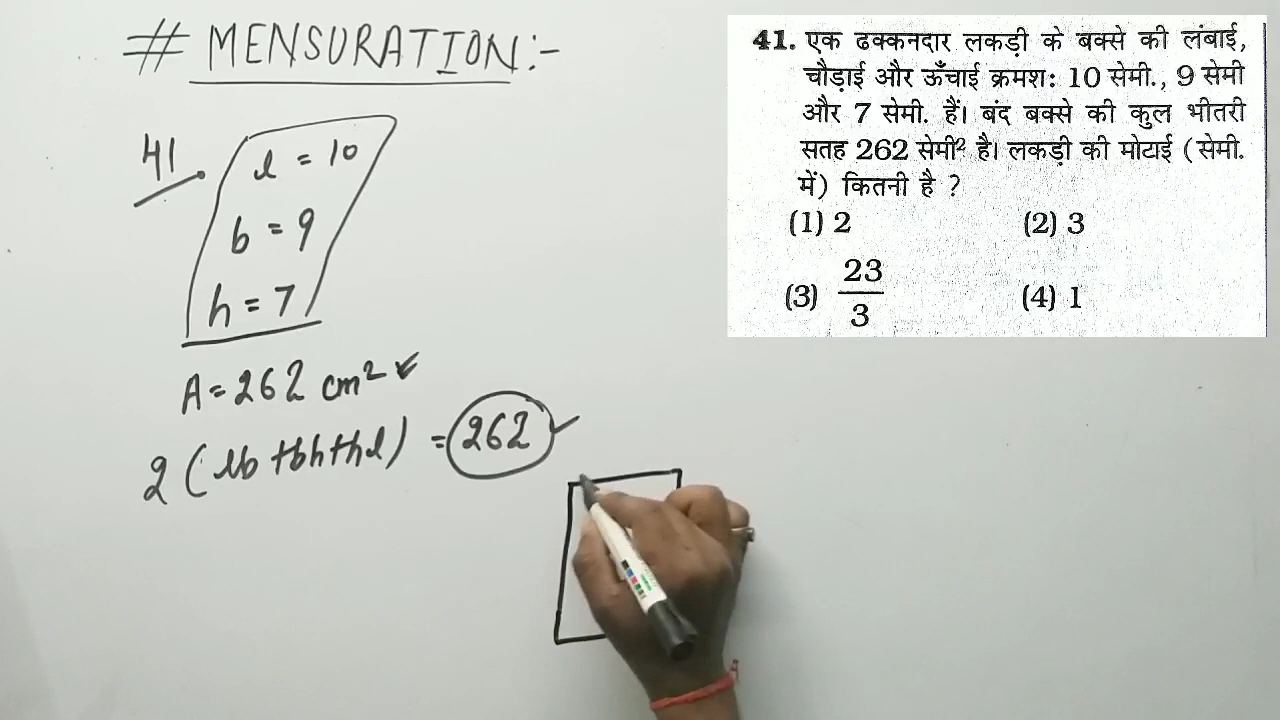 # MENSURATION:-
41.
l = 10
b = 9
h = 7
A = 262 cm²
2 (lb + bh + hl) = 262
41. एक ढक्कनदार लकड़ी के बक्से की लंबाई,
चौड़ाई और ऊँचाई क्रमशः 10 सेमी., 9 सेमी
और 7 सेमी. हैं। बंद बक्से की कुल भीतरी
सतह 262 सेमी² है। लकड़ी की मोटाई (सेमी.
में) कितनी है ?
(1) 2 (2) 3
(3) 23/3 (4) 1